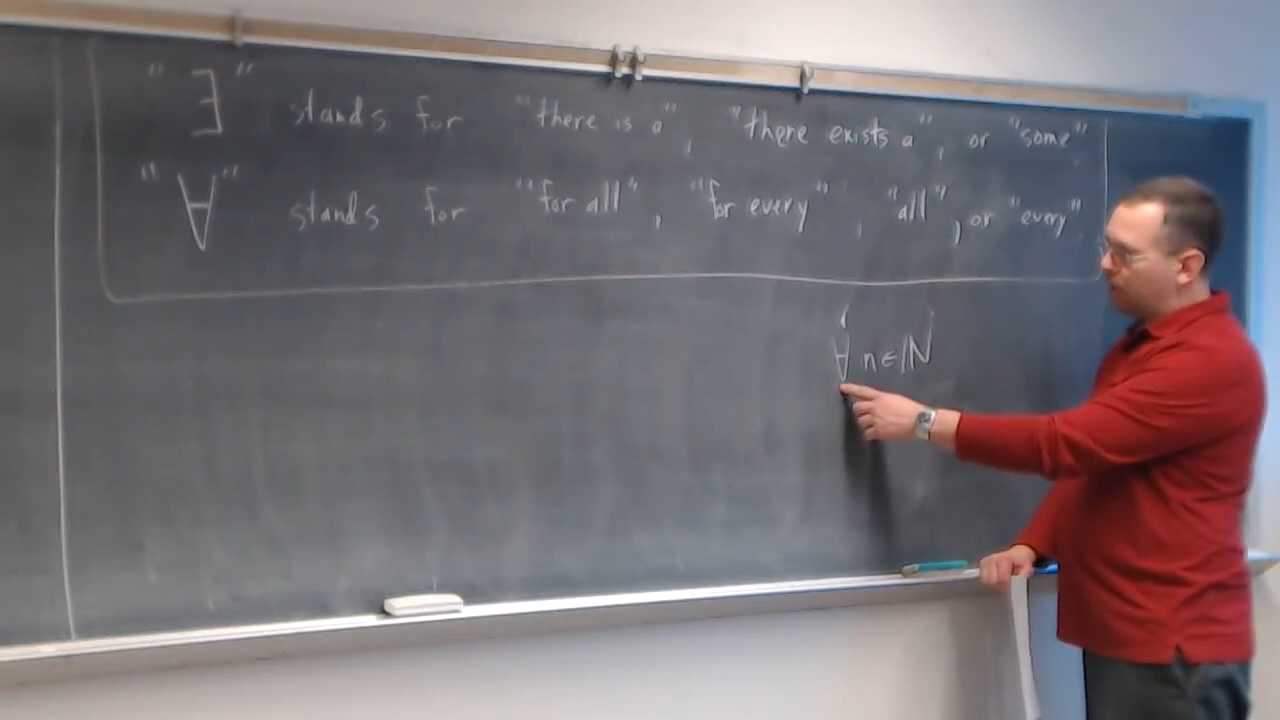 "∃" stands for "there is a", "there exists a", or "some".
"∀" stands for "for all", "for every", "all", or "every".
∀ n ∈ ℕ